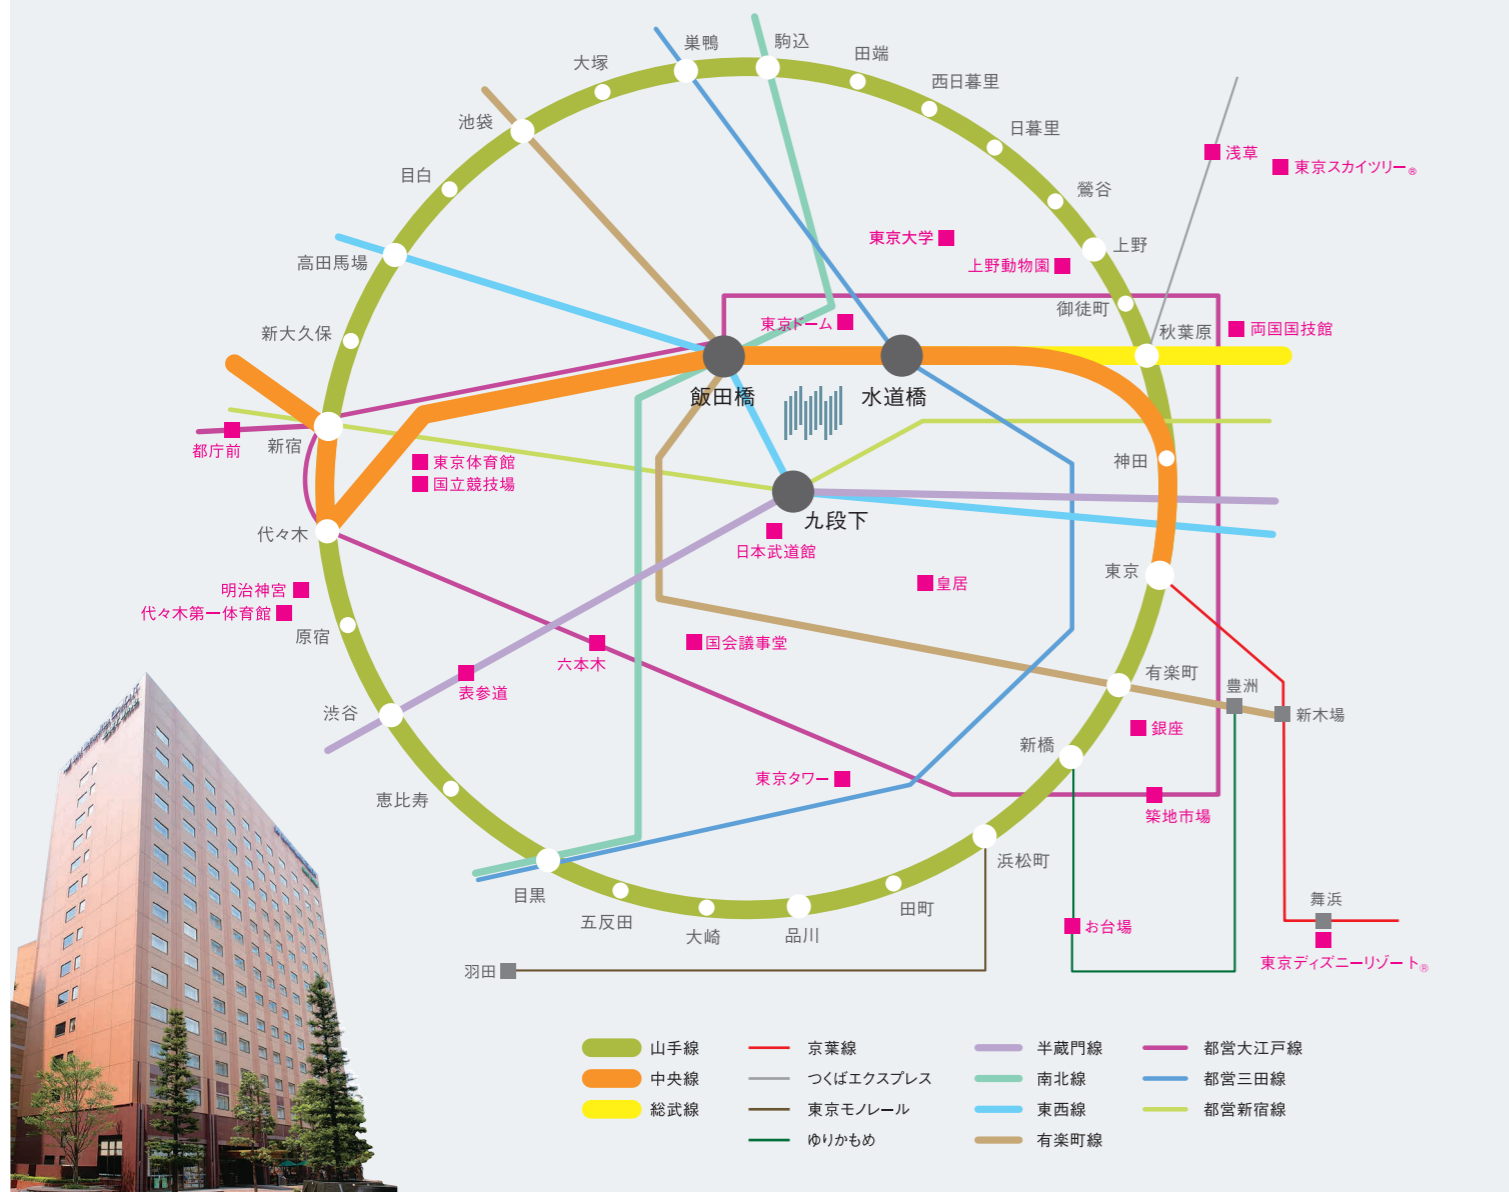 巣鴨
駒込
田端
大塚
西日暮里
池袋
日暮里
浅草
東京スカイツリー®
目白
鶯谷
東京大学
上野
高田馬場
上野動物園
御徒町
東京ドーム
秋葉原
両国国技館
新大久保
飯田橋
水道橋
新宿
都庁前
東京体育館
国立競技場
神田
九段下
代々木
日本武道館
東京
皇居
明治神宮
代々木第一体育館
原宿
国会議事堂
六本木
有楽町
表参道
豊洲
渋谷
新木場
銀座
新橋
東京タワー
恵比寿
築地市場
浜松町
目黒
五反田
大崎
品川
田町
舞浜
お台場
東京ディズニーリゾート®
羽田
山手線
中央線
総武線
京葉線
つくばエクスプレス
東京モノレール
ゆりかもめ
半蔵門線
南北線
東西線
有楽町線
都営大江戸線
都営三田線
都営新宿線